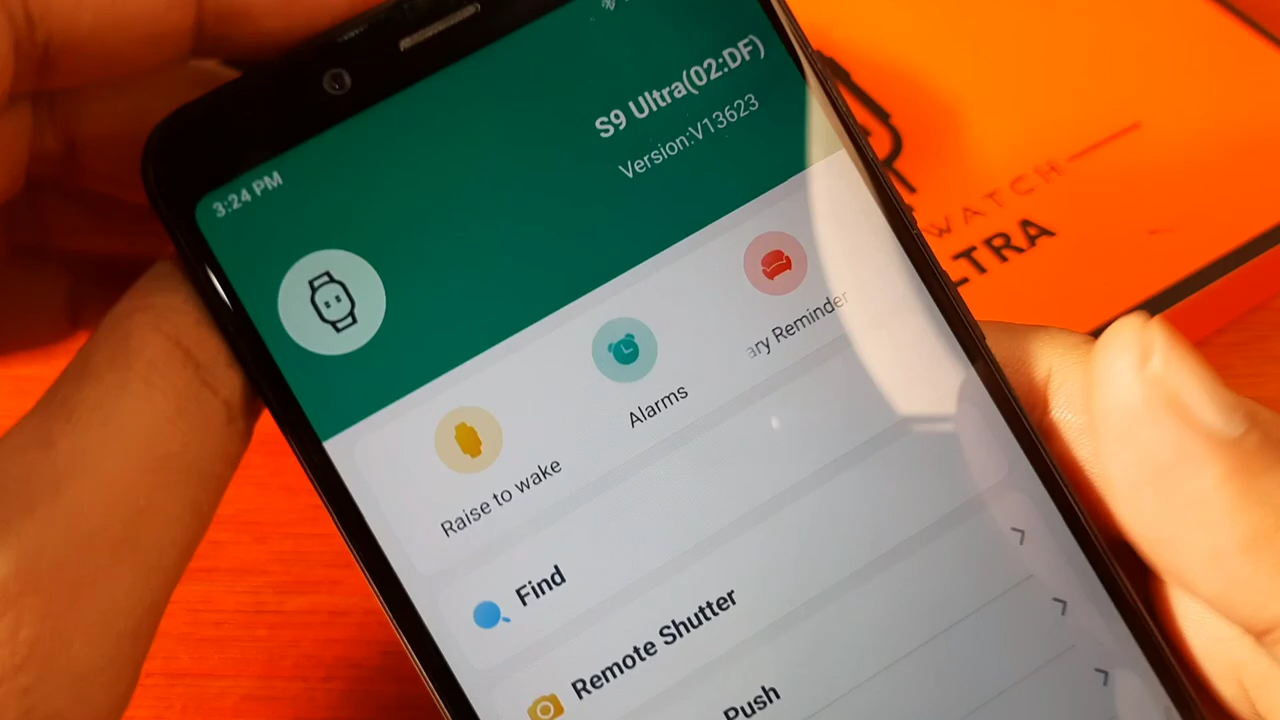 3:24 PM
S9 Ultra(02:DF)
Version:V13623
Raise to wake
Alarms
ary Reminder
Find
Remote Shutter
Push
WATCH
LTRA